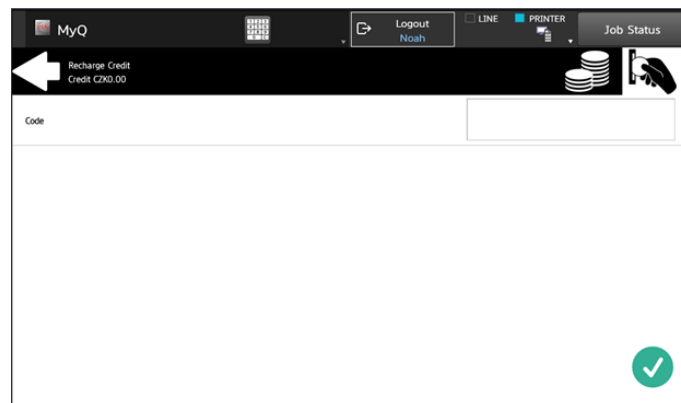 MyQ
Logout
Noah
LINE
PRINTER
Job Status
Recharge Credit
Credit CZK0.00
Code